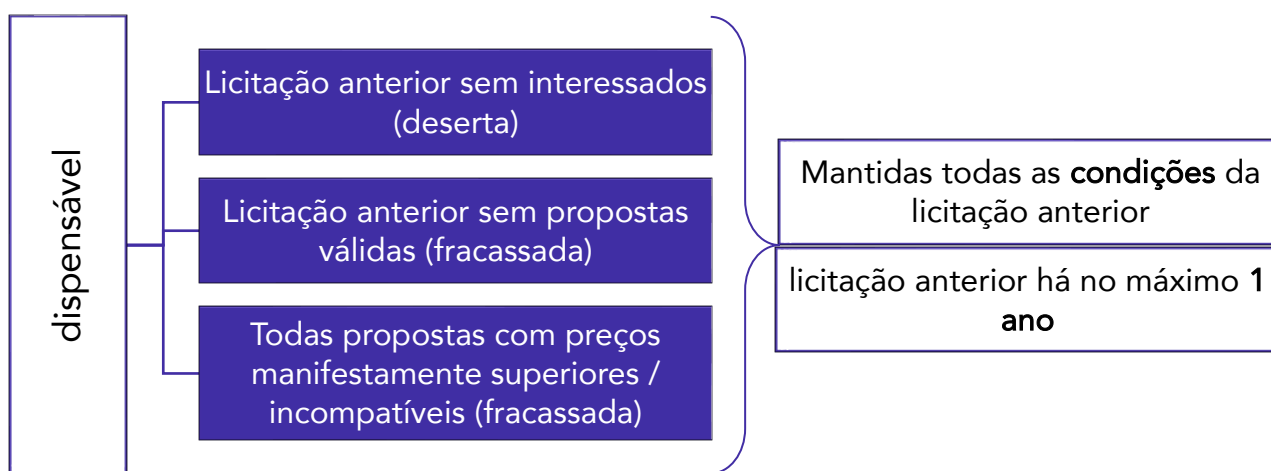 dispensável
Licitação anterior sem interessados
(deserta)
Licitação anterior sem propostas
válidas (fracassada)
Todas propostas com preços
manifestamente superiores /
incompatíveis (fracassada)
Mantidas todas as condições da
licitação anterior
licitação anterior há no máximo 1
ano